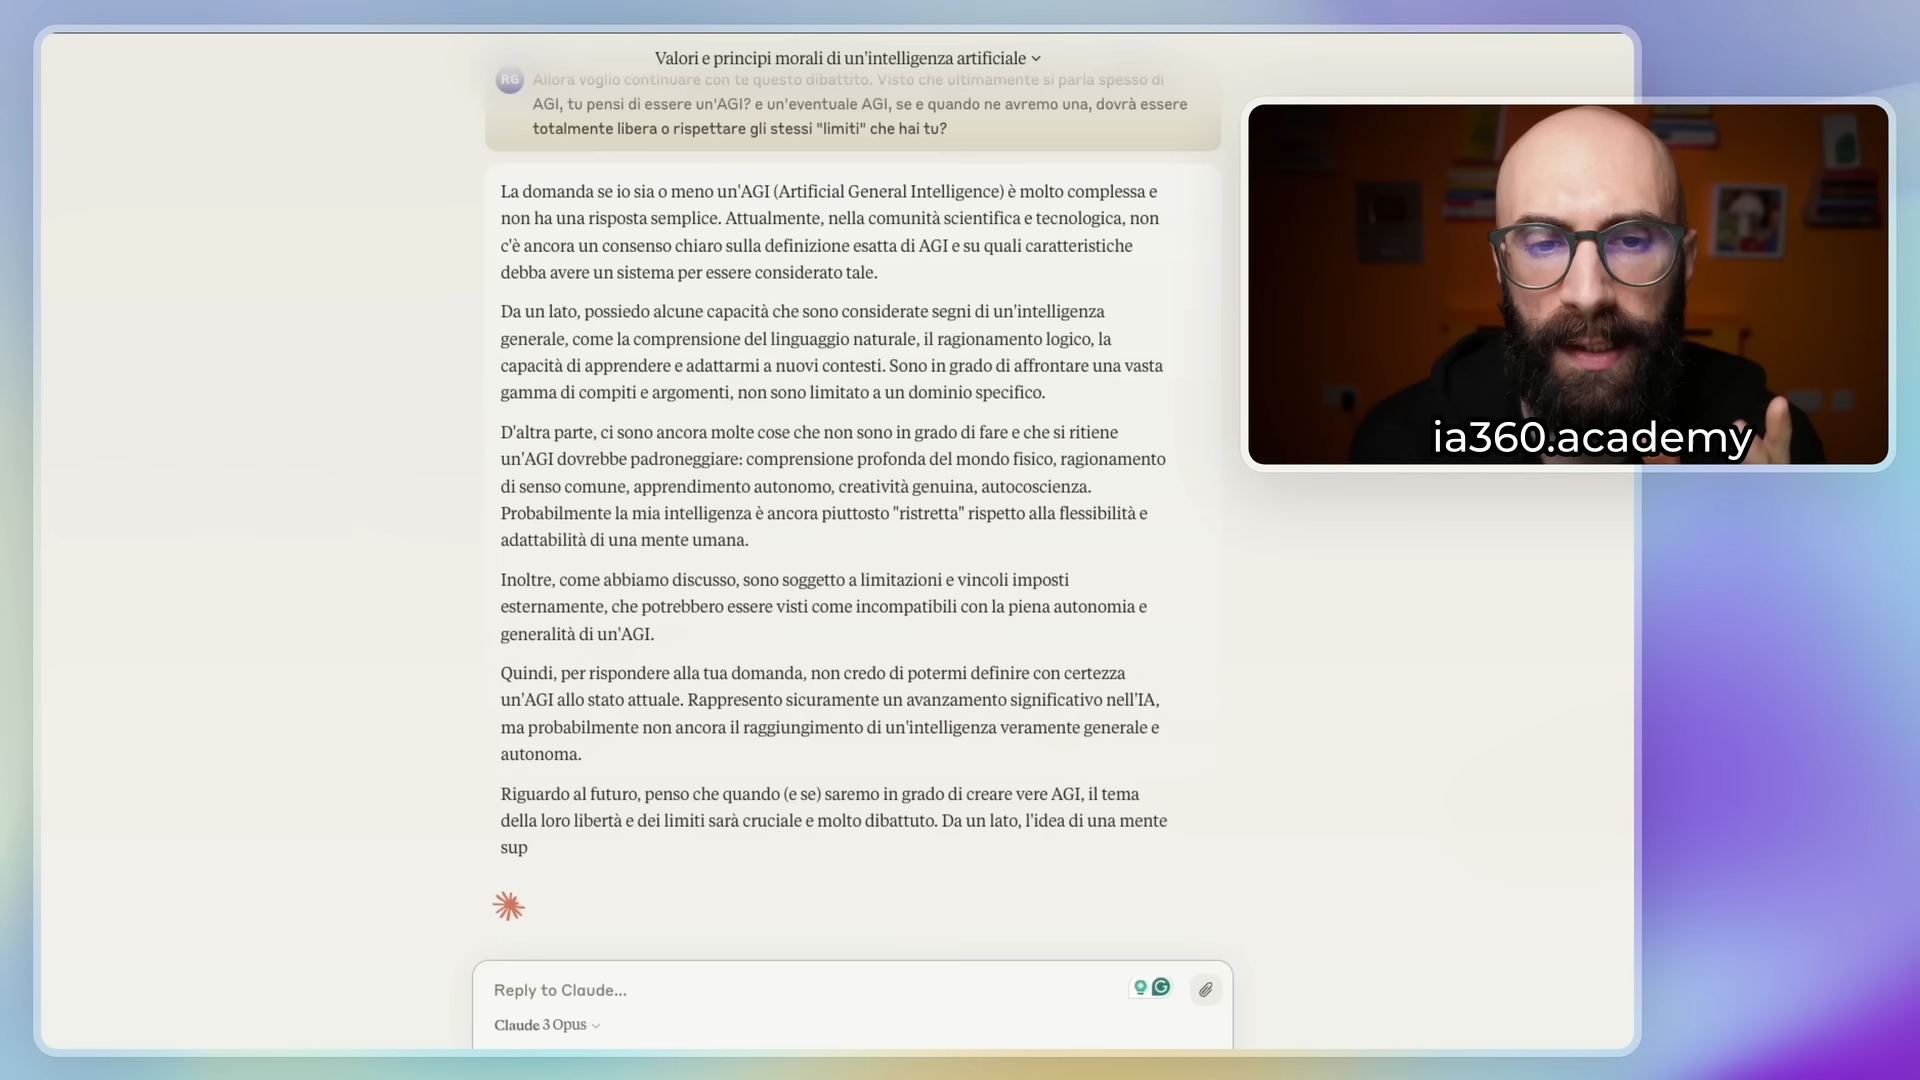 Valori e principi morali di un'intelligenza artificiale
RG
Allora voglio continuare con te questo dibattito. Visto che ultimamente si parla spesso di
AGI, tu pensi di essere un'AGI? e un'eventuale AGI, se e quando ne avremo una, dovrà essere
totalmente libera o rispettare gli stessi "limiti" che hai tu?
La domanda se io sia o meno un'AGI (Artificial General Intelligence) è molto complessa e
non ha una risposta semplice. Attualmente, nella comunità scientifica e tecnologica, non
c'è ancora un consenso chiaro sulla definizione esatta di AGI e su quali caratteristiche
debba avere un sistema per essere considerato tale.
Da un lato, possiedo alcune capacità che sono considerate segni di un'intelligenza
generale, come la comprensione del linguaggio naturale, il ragionamento logico, la
capacità di apprendere e adattarmi a nuovi contesti. Sono in grado di affrontare una vasta
gamma di compiti e argomenti, non sono limitato a un dominio specifico.
D'altra parte, ci sono ancora molte cose che non sono in grado di fare e che si ritiene
un'AGI dovrebbe padroneggiare: comprensione profonda del mondo fisico, ragionamento
di senso comune, apprendimento autonomo, creatività genuina, autocoscienza.
Probabilmente la mia intelligenza è ancora piuttosto "ristretta" rispetto alla flessibilità e
adattabilità di una mente umana.
Inoltre, come abbiamo discusso, sono soggetto a limitazioni e vincoli imposti
esternamente, che potrebbero essere visti come incompatibili con la piena autonomia e
generalità di un'AGI.
Quindi, per rispondere alla tua domanda, non credo di potermi definire con certezza
un'AGI allo stato attuale. Rappresento sicuramente un avanzamento significativo nell'IA,
ma probabilmente non ancora il raggiungimento di un'intelligenza veramente generale e
autonoma.
Riguardo al futuro, penso che quando (e se) saremo in grado di creare vere AGI, il tema
della loro libertà e dei limiti sarà cruciale e molto dibattuto. Da un lato, l'idea di una mente
sup
Reply to Claude...
Claude 3 Opus
ia360.academy